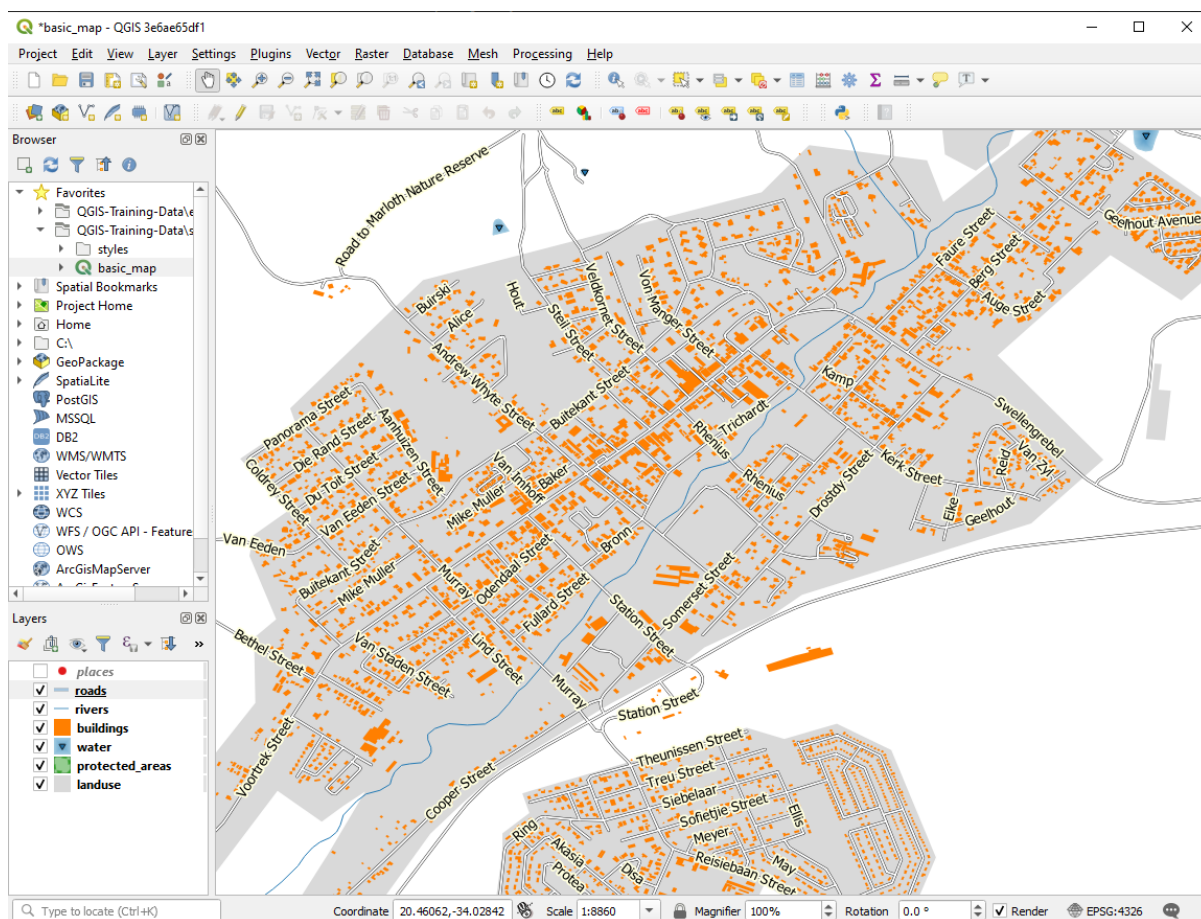 *basic_map - QGIS 3e6ae65df1
Project Edit View Layer Settings Plugins Vector Raster Database Mesh Processing Help
Browser
Favorites
QGIS-Training-Data\e
QGIS-Training-Data\s
styles
basic_map
Spatial Bookmarks
Project Home
Home
C:\
GeoPackage
SpatiaLite
PostGIS
MSSQL
DB2
WMS/WMTS
Vector Tiles
XYZ Tiles
WCS
WFS / OGC API - Feature
OWS
ArcGisMapServer
Layers
places
roads
rivers
buildings
water
protected_areas
landuse
Road to Marloth Nature Reserve
Geelhout Avenue
Faure Street
Berg Street
Auge Street
Buirski
Alice
Hout
Steil Street
Veldkornet Street
Von Manger Street
Andrew Whyte Street
Buitekant Street
Kamp
Trichardt
Rhenius
Swellengrebel
Panorama Street
Aanhuizen Street
Die Rand Street
Coldrey Street
Du Toit Street
Van Eeden Street
Van Imhoff
Baker
Mike Muller
Rhenius
Drostdy Street
Kerk Street
Reid
Van Zyl
Eike
Geelhout
Van Eeden
Buitekant Street
Mike Muller
Murray
Odendaal Street
Bronn
Fullard Street
Station Street
Somerset Street
Bethel Street
Van Staden Street
Lind Street
Murray
Station Street
Voortrek Street
Cooper Street
Theunissen Street
Treu Street
Siebelaar
Sofietjie Street
Ellis
Meyer
Ring
Akasia
Protea
Disa
Reisiebaan Street
May
Type to locate (Ctrl+K) Coordinate 20.46062,-34.02842 Scale 1:8860 Magnifier 100% Rotation 0.0 ° Render EPSG:4326